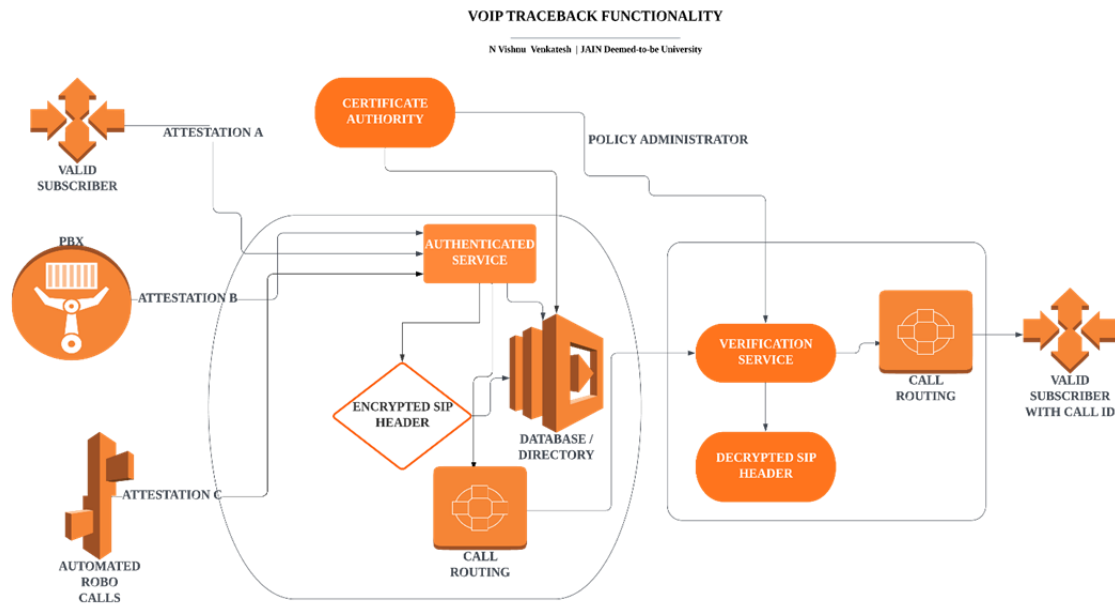 VOIP TRACEBACK FUNCTIONALITY
N Vishnu Venkatesh | JAIN Deemed-to-be University
CERTIFICATE
AUTHORITY
ATTESTATION A
POLICY ADMINISTRATOR
VALID
SUBSCRIBER
PBX
AUTHENTICATED
SERVICE
ATTESTATION B
VERIFICATION
SERVICE
CALL
ROUTING
VALID
SUBSCRIBER
WITH CALL ID
ENCRYPTED SIP
HEADER
DATABASE /
DIRECTORY
DECRYPTED SIP
HEADER
ATTESTATION C
CALL
ROUTING
AUTOMATED
ROBO
CALLS